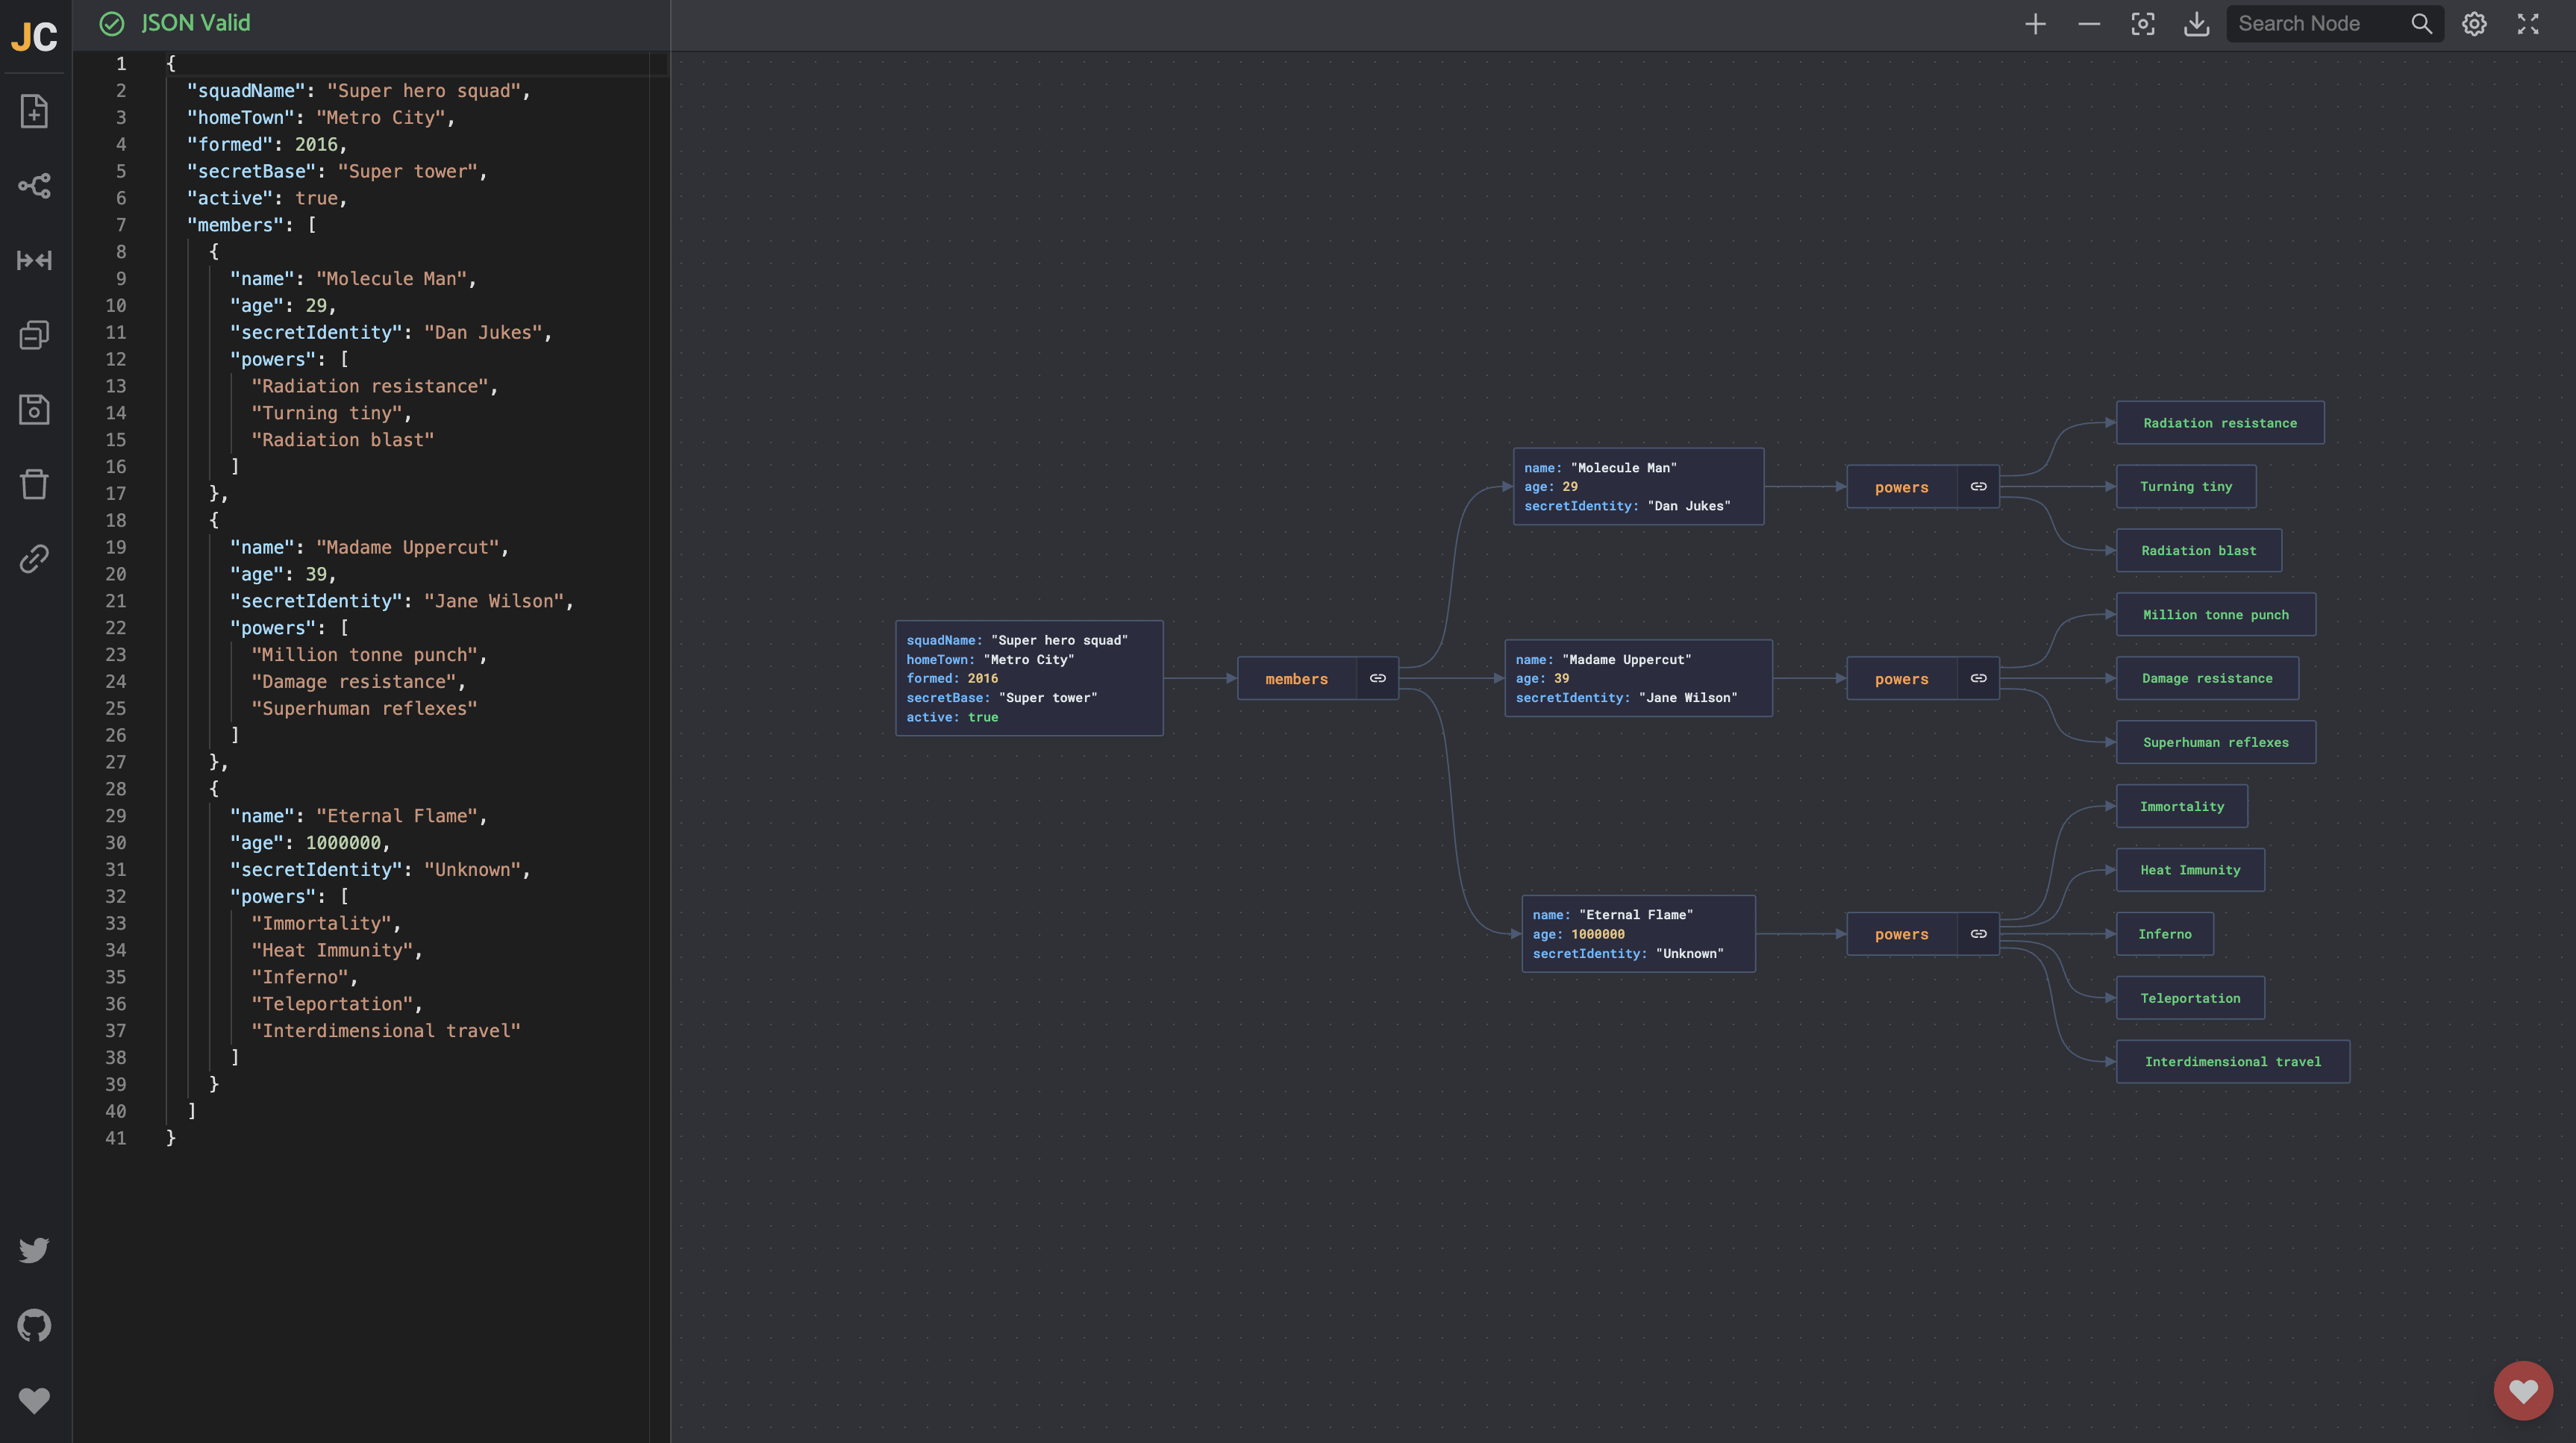 JC
JSON Valid
Search Node
1 {
2 "squadName": "Super hero squad",
3 "homeTown": "Metro City",
4 "formed": 2016,
5 "secretBase": "Super tower",
6 "active": true,
7 "members": [
8 {
9 "name": "Molecule Man",
10 "age": 29,
11 "secretIdentity": "Dan Jukes",
12 "powers": [
13 "Radiation resistance",
14 "Turning tiny",
15 "Radiation blast"
16 ]
17 },
18 {
19 "name": "Madame Uppercut",
20 "age": 39,
21 "secretIdentity": "Jane Wilson",
22 "powers": [
23 "Million tonne punch",
24 "Damage resistance",
25 "Superhuman reflexes"
26 ]
27 },
28 {
29 "name": "Eternal Flame",
30 "age": 1000000,
31 "secretIdentity": "Unknown",
32 "powers": [
33 "Immortality",
34 "Heat Immunity",
35 "Inferno",
36 "Teleportation",
37 "Interdimensional travel"
38 ]
39 }
40 ]
41 }
squadName: "Super hero squad"
homeTown: "Metro City"
formed: 2016
secretBase: "Super tower"
active: true
members
name: "Molecule Man"
age: 29
secretIdentity: "Dan Jukes"
powers
Radiation resistance
Turning tiny
Radiation blast
name: "Madame Uppercut"
age: 39
secretIdentity: "Jane Wilson"
powers
Million tonne punch
Damage resistance
Superhuman reflexes
name: "Eternal Flame"
age: 1000000
secretIdentity: "Unknown"
powers
Immortality
Heat Immunity
Inferno
Teleportation
Interdimensional travel